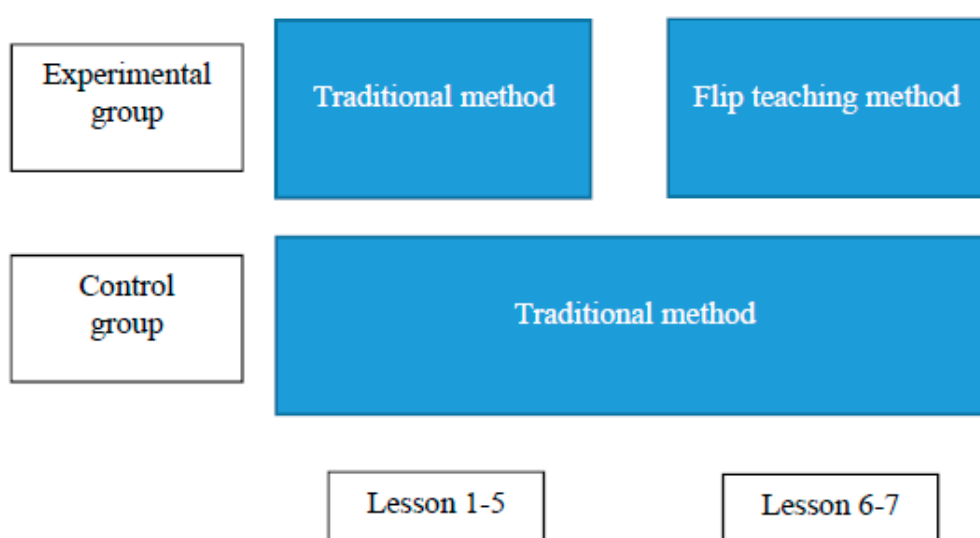 Experimental
group
Traditional method
Flip teaching method
Control
group
Traditional method
Lesson 1-5
Lesson 6-7